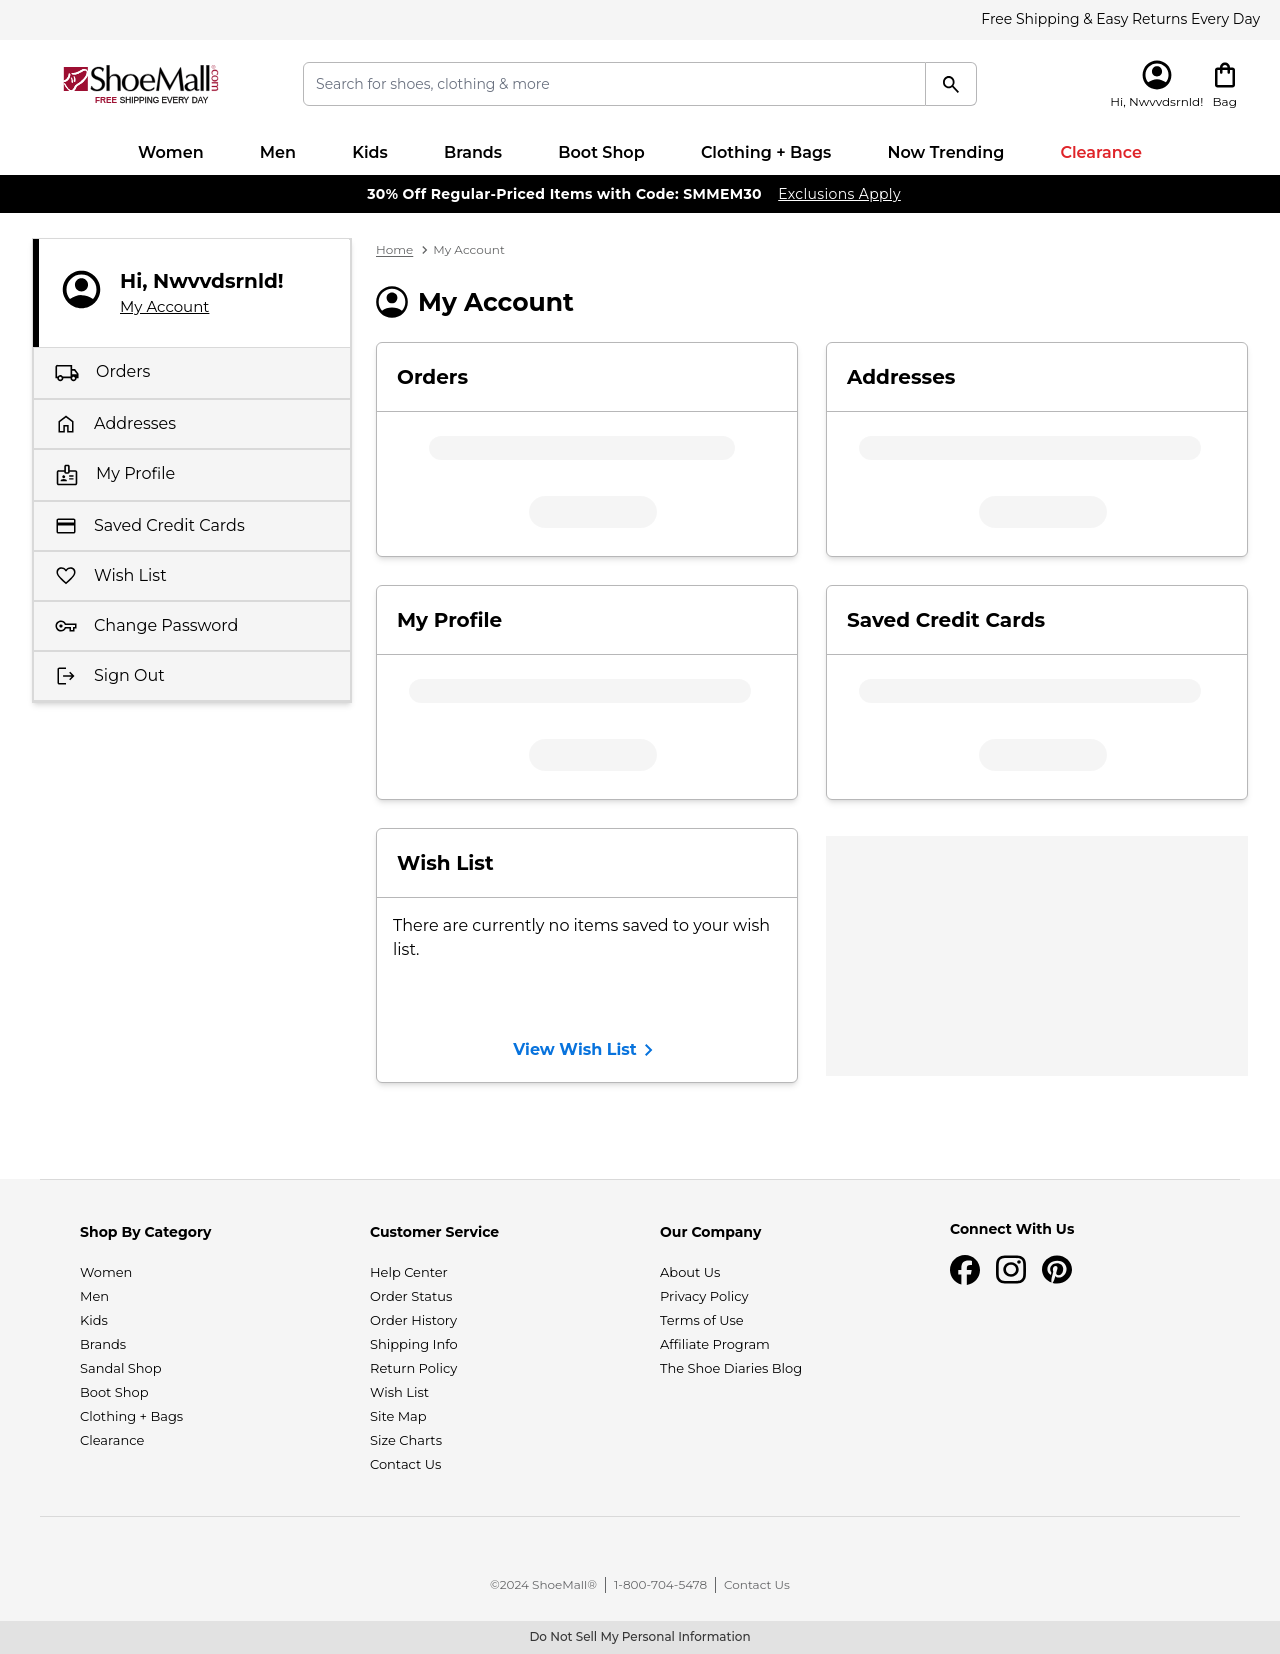 Free Shipping & Easy Returns Every Day
ShoeMall.com
FREE SHIPPING EVERY DAY
Search for shoes, clothing & more
Hi, Nwvvdsrnld!
Bag
Women
Men
Kids
Brands
Boot Shop
Clothing + Bags
Now Trending
Clearance
30% Off Regular-Priced Items with Code: SMMEM30 Exclusions Apply
Hi, Nwvvdsrnld!
My Account
Orders
Addresses
My Profile
Saved Credit Cards
Wish List
Change Password
Sign Out
Home
My Account
My Account
Orders
Addresses
My Profile
Saved Credit Cards
Wish List
There are currently no items saved to your wish
list.
View Wish List
Shop By Category
Women
Men
Kids
Brands
Sandal Shop
Boot Shop
Clothing + Bags
Clearance
Customer Service
Help Center
Order Status
Order History
Shipping Info
Return Policy
Wish List
Site Map
Size Charts
Contact Us
Our Company
About Us
Privacy Policy
Terms of Use
Affiliate Program
The Shoe Diaries Blog
Connect With Us
©2024 ShoeMall®
1-800-704-5478
Contact Us
Do Not Sell My Personal Information